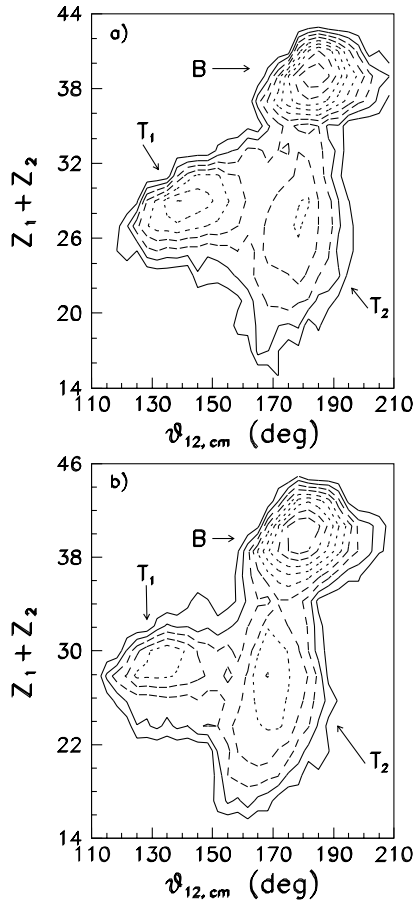 44
a)
B
38
T₁
32
Z₁ + Z₂
26
20
T₂
14
110 130 150 170 190 210
ϑ₁₂,cm (deg)
46
b)
B
38
T₁
30
Z₁ + Z₂
22
T₂
14
110 130 150 170 190 210
ϑ₁₂,cm (deg)